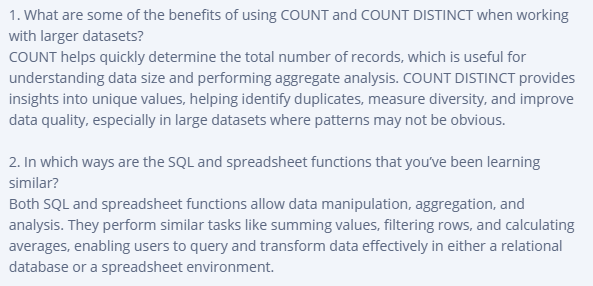 1. What are some of the benefits of using COUNT and COUNT DISTINCT when working
with larger datasets?
COUNT helps quickly determine the total number of records, which is useful for
understanding data size and performing aggregate analysis. COUNT DISTINCT provides
insights into unique values, helping identify duplicates, measure diversity, and improve
data quality, especially in large datasets where patterns may not be obvious.
2. In which ways are the SQL and spreadsheet functions that you’ve been learning
similar?
Both SQL and spreadsheet functions allow data manipulation, aggregation, and
analysis. They perform similar tasks like summing values, filtering rows, and calculating
averages, enabling users to query and transform data effectively in either a relational
database or a spreadsheet environment.